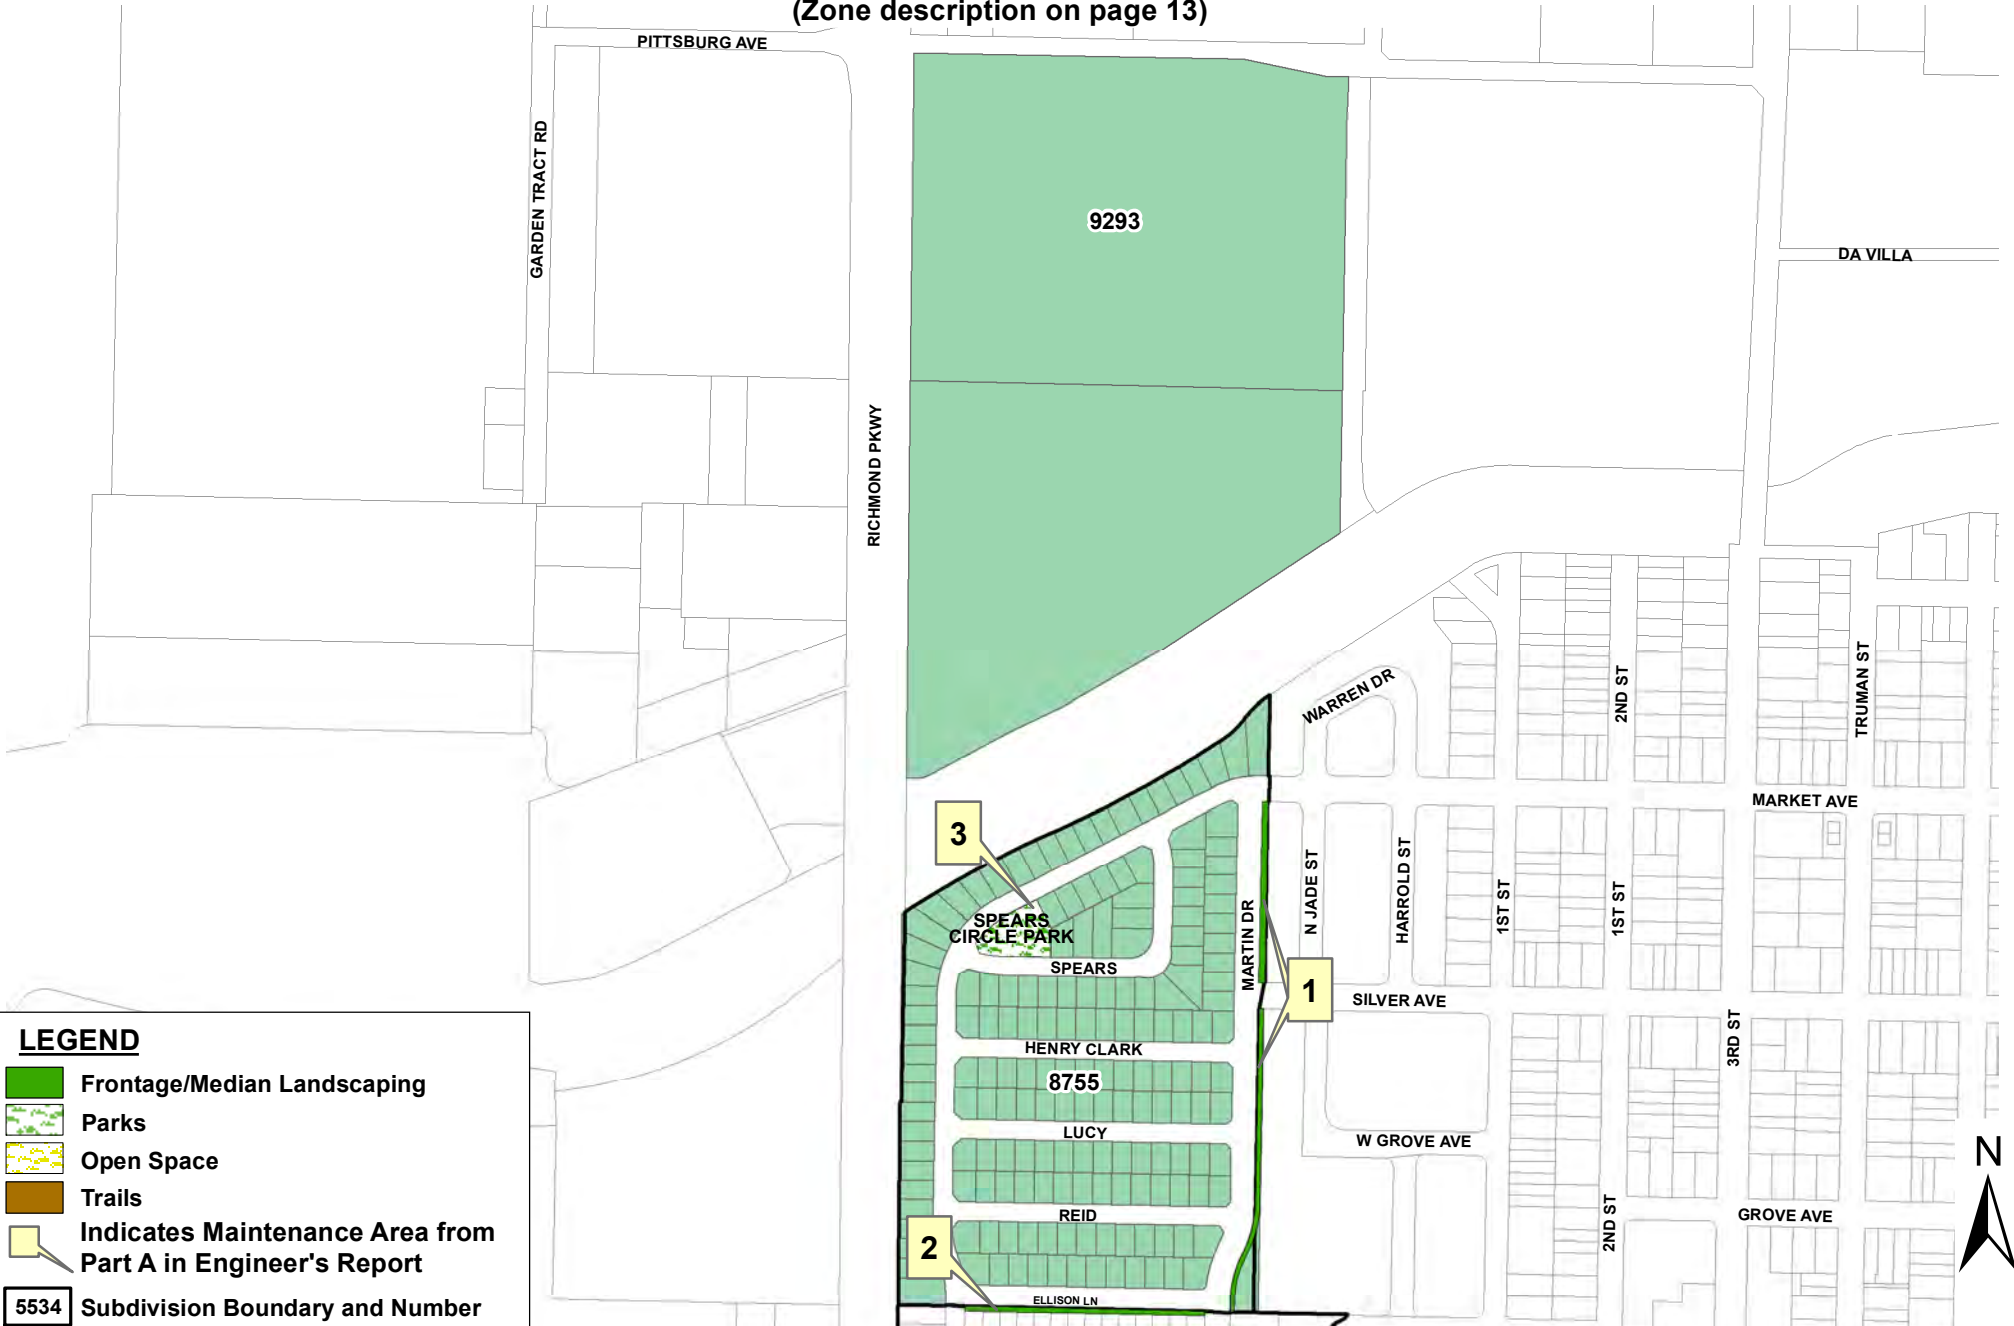 (Zone description on page 13)
PITTSBURG AVE
GARDEN TRACT RD
9293
DA VILLA
RICHMOND PKWY
WARREN DR
2ND ST
TRUMAN ST
MARKET AVE
3
SPEARS
CIRCLE PARK
SPEARS
MARTIN DR
N JADE ST
HARROLD ST
1ST ST
1ST ST
1
SILVER AVE
3RD ST
HENRY CLARK
8755
LUCY
W GROVE AVE
REID
2ND ST
GROVE AVE
2
ELLISON LN
N
LEGEND
Frontage/Median Landscaping
Parks
Open Space
Trails
Indicates Maintenance Area from
Part A in Engineer's Report
5534 Subdivision Boundary and Number